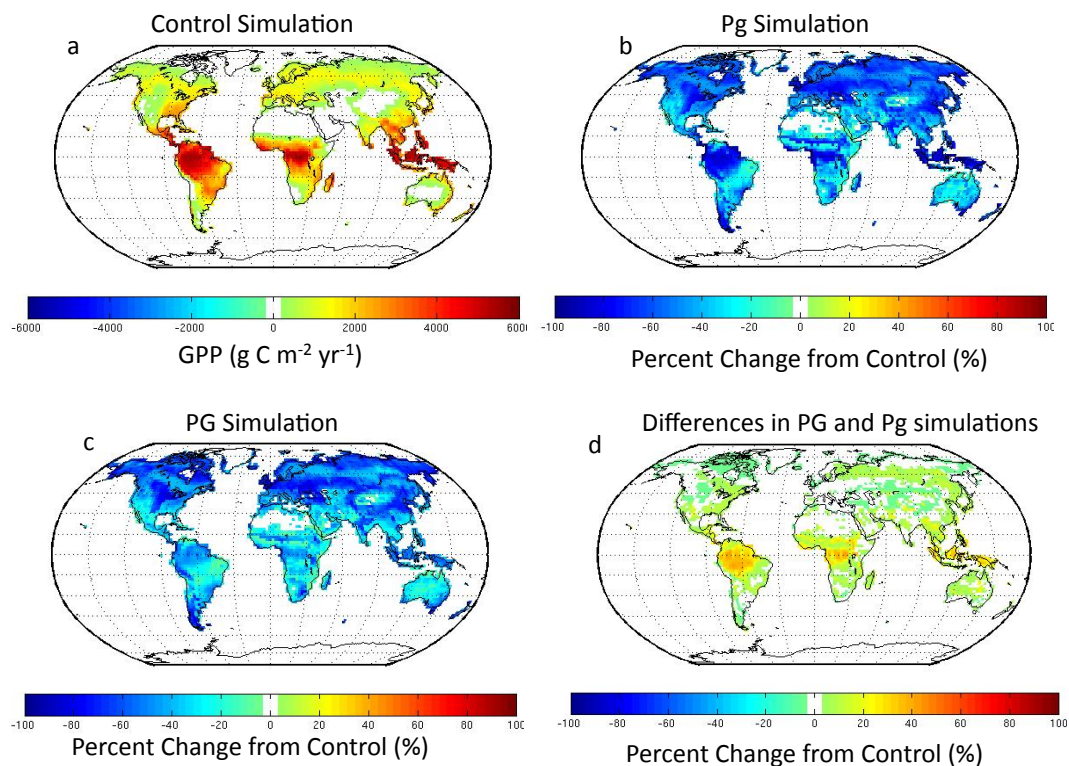 Control Simulation
a
-6000 -4000 -2000 0 2000 4000 600
GPP (g C m⁻² yr⁻¹)
Pg Simulation
b
-100 -80 -60 -40 -20 0 20 40 60 80 100
Percent Change from Control (%)
PG Simulation
c
-100 -80 -60 -40 -20 0 20 40 60 80 100
Percent Change from Control (%)
Differences in PG and Pg simulations
d
-100 -80 -60 -40 -20 0 20 40 60 80 100
Percent Change from Control (%)